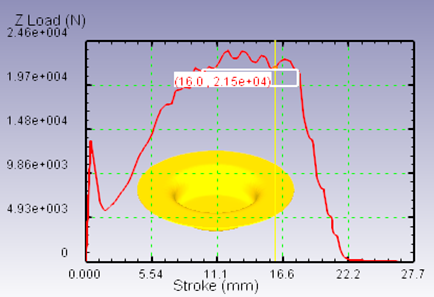 Z Load (N)
2.46e+004
1.97e+004
(16.0 , 2.15e+04)
1.48e+004
9.86e+003
4.93e+003
0
0.000 5.54 11.1 16.6 22.2 27.7
Stroke (mm)